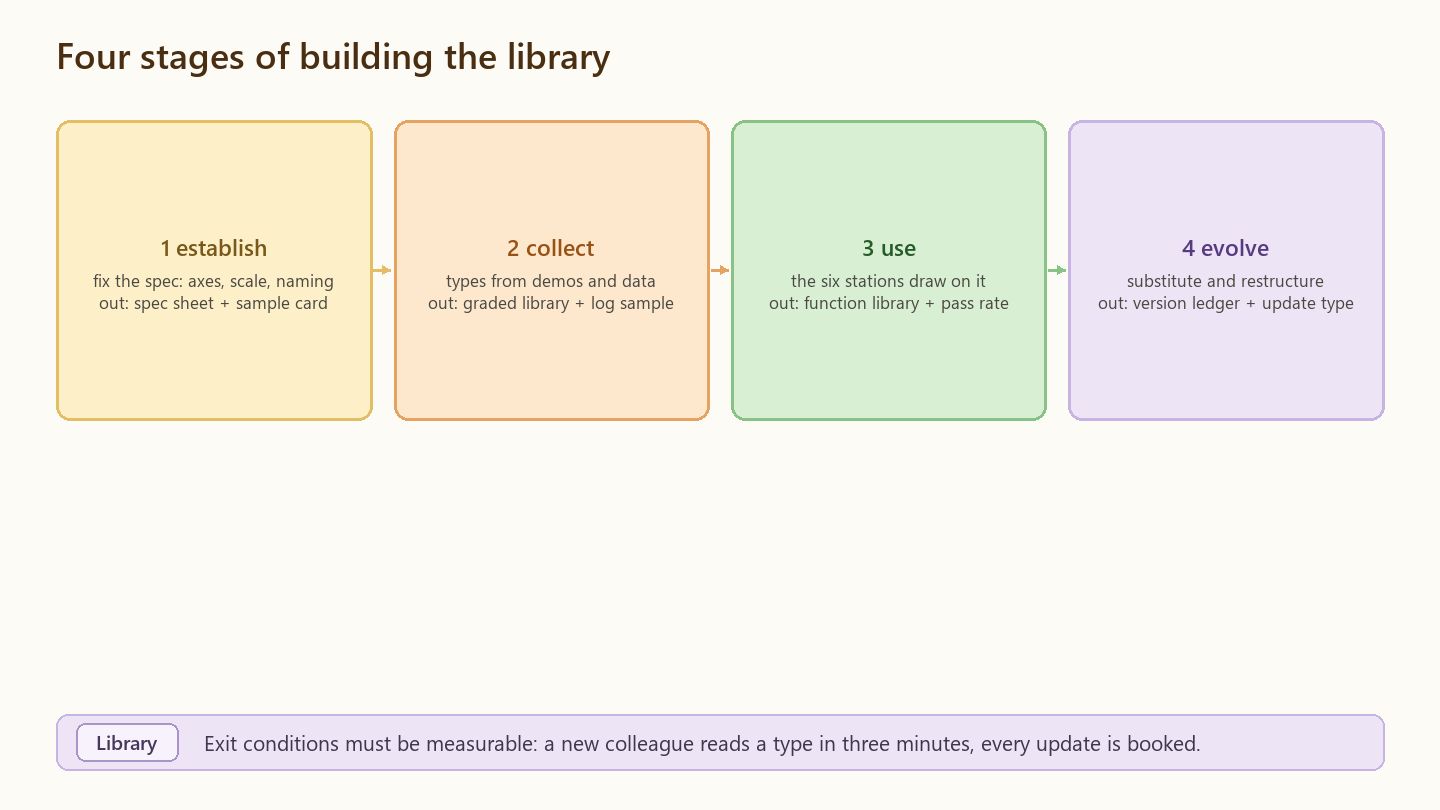 Four stages of building the library
1 establish
fix the spec: axes, scale, naming
out: spec sheet + sample card
2 collect
types from demos and data
out: graded library + log sample
3 use
the six stations draw on it
out: function library + pass rate
4 evolve
substitute and restructure
out: version ledger + update type
Library
Exit conditions must be measurable: a new colleague reads a type in three minutes, every update is booked.